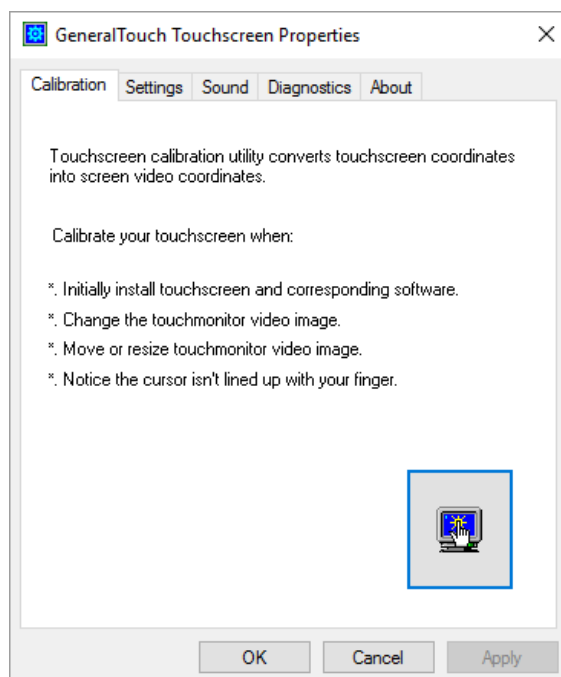 GeneralTouch Touchscreen Properties
Calibration Settings Sound Diagnostics About
Touchscreen calibration utility converts touchscreen coordinates
into screen video coordinates.
Calibrate your touchscreen when:
*. Initially install touchscreen and corresponding software.
*. Change the touchmonitor video image.
*. Move or resize touchmonitor video image.
*. Notice the cursor isn't lined up with your finger.
OK Cancel Apply